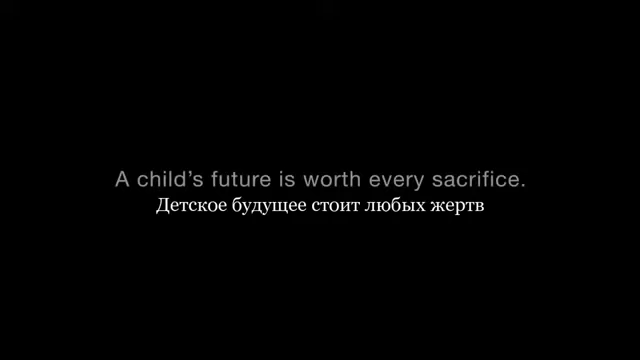 A child's future is worth every sacrifice.
Детское будущее стоит любых жертв